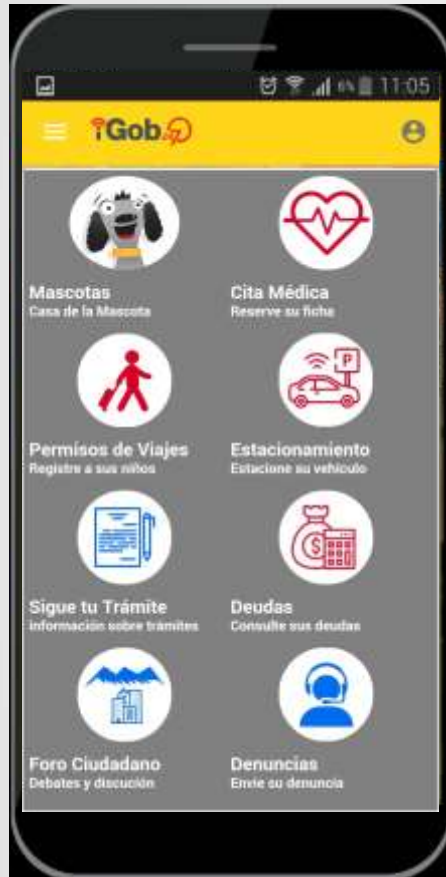 6% 11:05
iGob
Mascotas
Casa de la Mascota
Cita Médica
Reserve su ficha
P
Permisos de Viajes
Registre a sus niños
Estacionamiento
Estacione su vehículo
$
Sigue tu Trámite
información sobre trámites
Deudas
Consulte sus deudas
Foro Ciudadano
Debates y discución
Denuncias
Envíe su denuncia